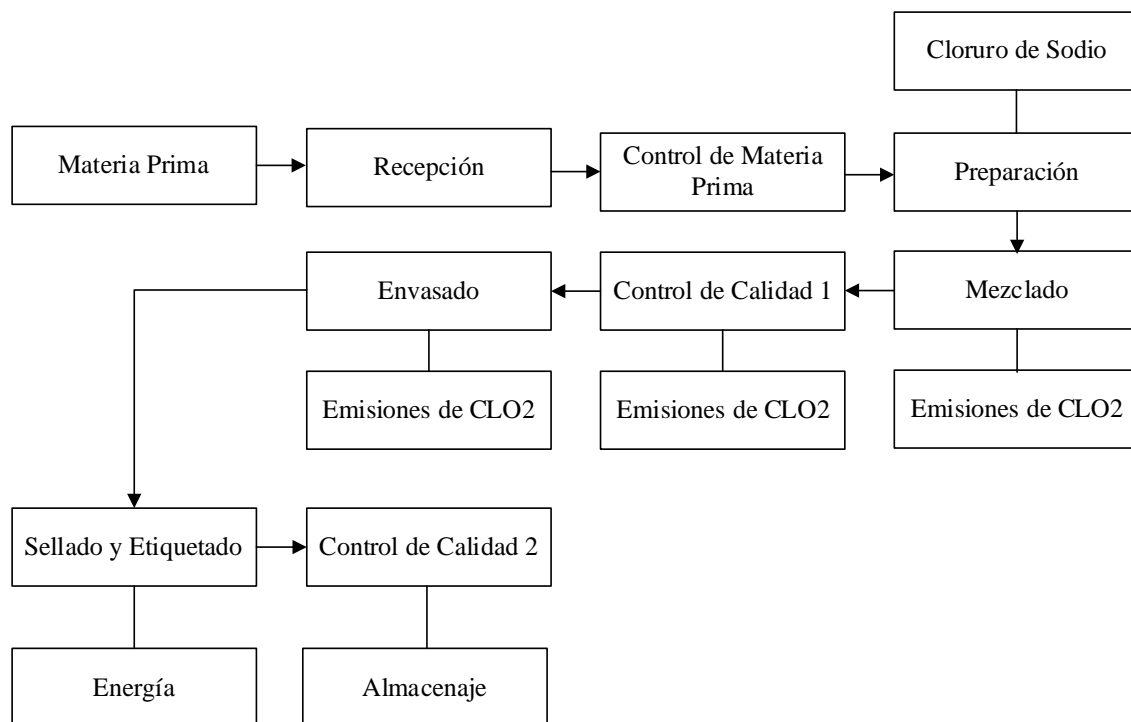 Cloruro de Sodio
Materia Prima
Recepción
Control de Materia
Prima
Preparación
Envasado
Control de Calidad 1
Mezclado
Emisiones de CLO2
Emisiones de CLO2
Emisiones de CLO2
Sellado y Etiquetado
Control de Calidad 2
Energía
Almacenaje